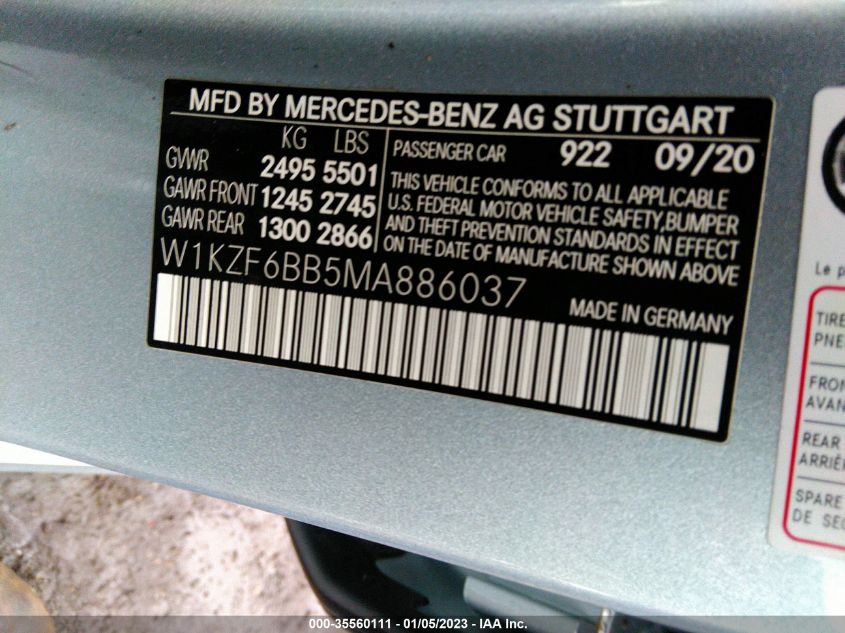 MFD BY MERCEDES-BENZ AG STUTTGART
KG LBS
GVWR 2495 5501
GAWR FRONT 1245 2745
GAWR REAR 1300 2866
PASSENGER CAR 922 09/20
THIS VEHICLE CONFORMS TO ALL APPLICABLE
U.S. FEDERAL MOTOR VEHICLE SAFETY, BUMPER
AND THEFT PREVENTION STANDARDS IN EFFECT
ON THE DATE OF MANUFACTURE SHOWN ABOVE
W1KZF6BB5MA886037
MADE IN GERMANY
Le p
TIRE
PNE
FRON
AVAN
REAR
ARRIÈ
SPARE
DE SEC
000-35560111 - 01/05/2023 - IAA Inc.